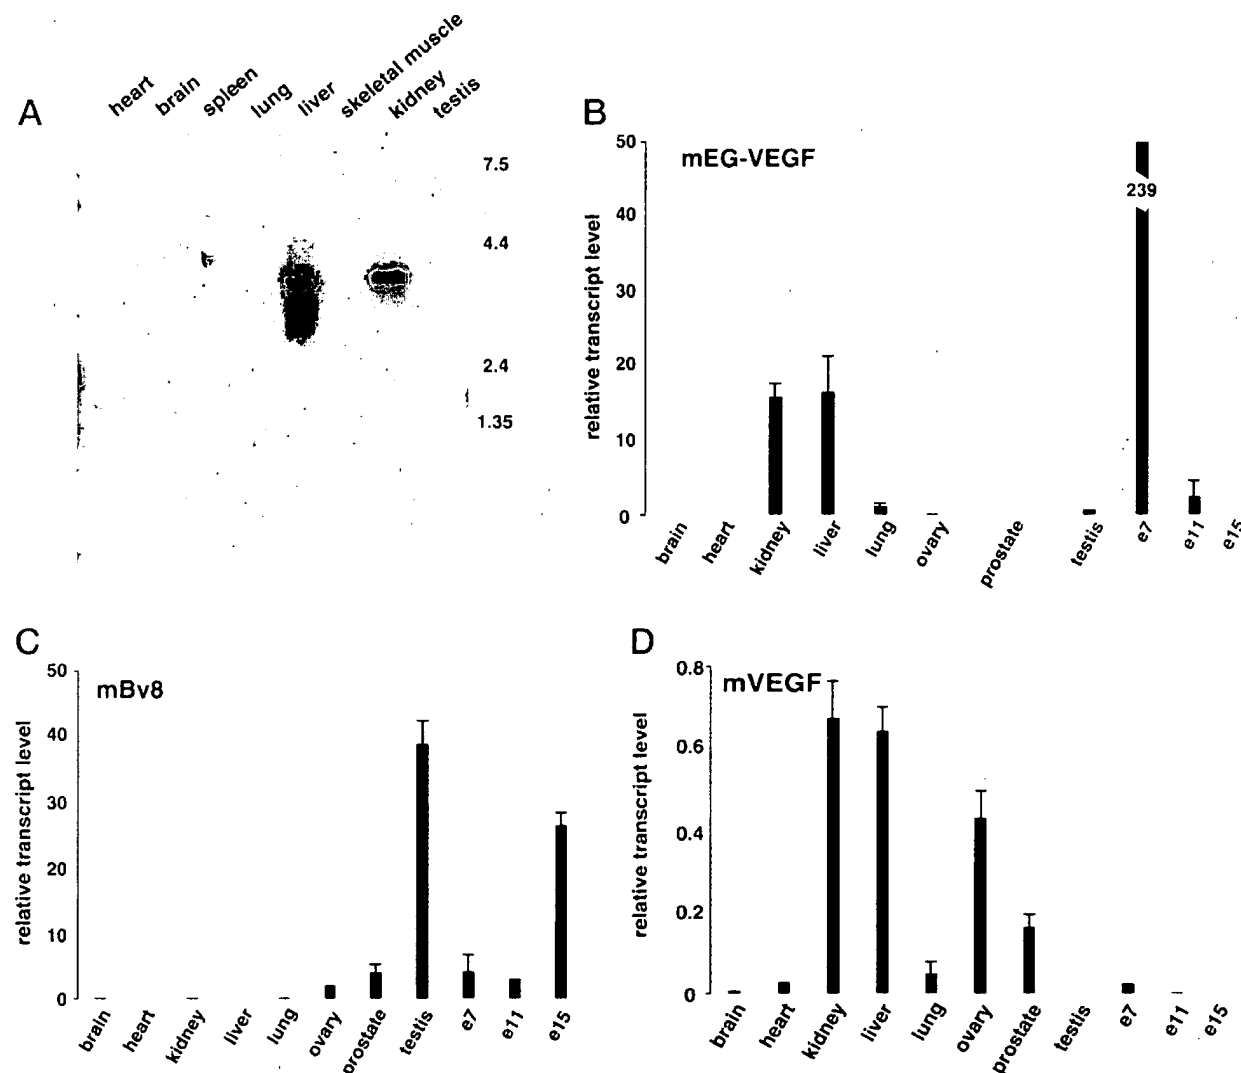 A
heart brain spleen lung liver skeletal muscle kidney testis
7.5
4.4
2.4
1.35
B
mEG-VEGF
relative transcript level
50
40
30
20
10
0
239
brain heart kidney liver lung ovary prostate testis e7 e11 e15
C
mBv8
relative transcript level
50
40
30
20
10
0
brain heart kidney liver lung ovary prostate testis e7 e11 e15
D
mVEGF
relative transcript level
0.8
0.6
0.4
0.2
0
brain heart kidney liver lung ovary prostate testis e7 e11 e15